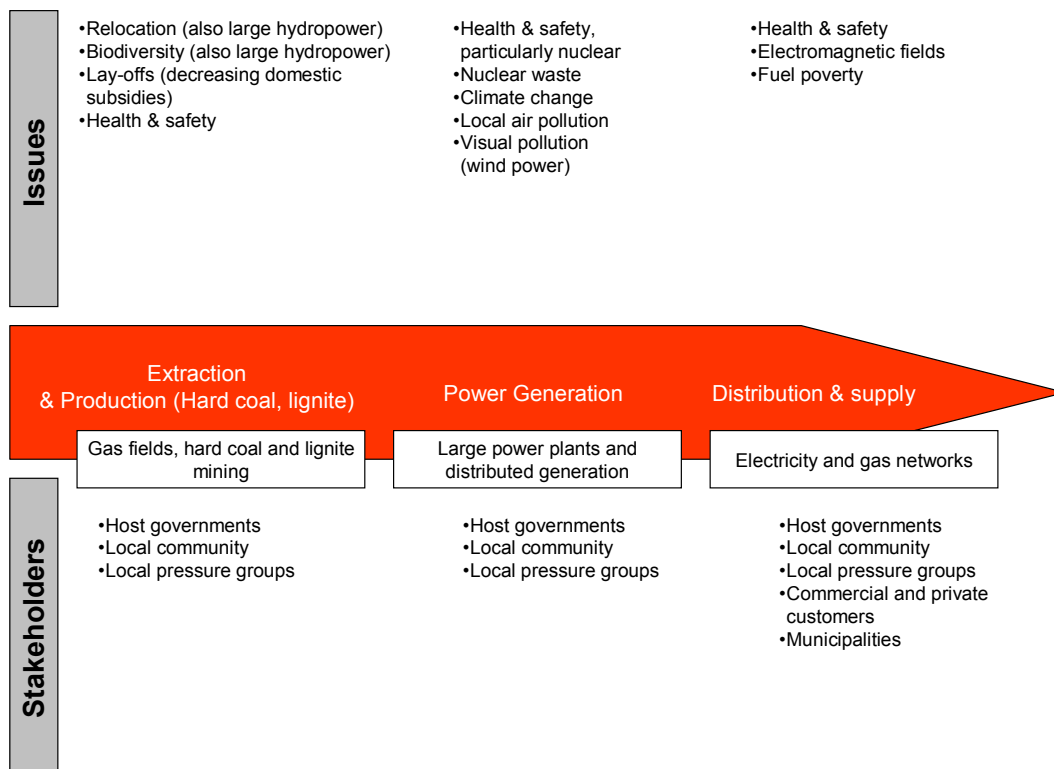 Issues
•Relocation (also large hydropower)
•Biodiversity (also large hydropower)
•Lay-offs (decreasing domestic
subsidies)
•Health & safety
•Health & safety,
particularly nuclear
•Nuclear waste
•Climate change
•Local air pollution
•Visual pollution
(wind power)
•Health & safety
•Electromagnetic fields
•Fuel poverty
Extraction
& Production (Hard coal, lignite)
Power Generation
Distribution & supply
Gas fields, hard coal and lignite
mining
Large power plants and
distributed generation
Electricity and gas networks
Stakeholders
•Host governments
•Local community
•Local pressure groups
•Host governments
•Local community
•Local pressure groups
•Host governments
•Local community
•Local pressure groups
•Commercial and private
customers
•Municipalities